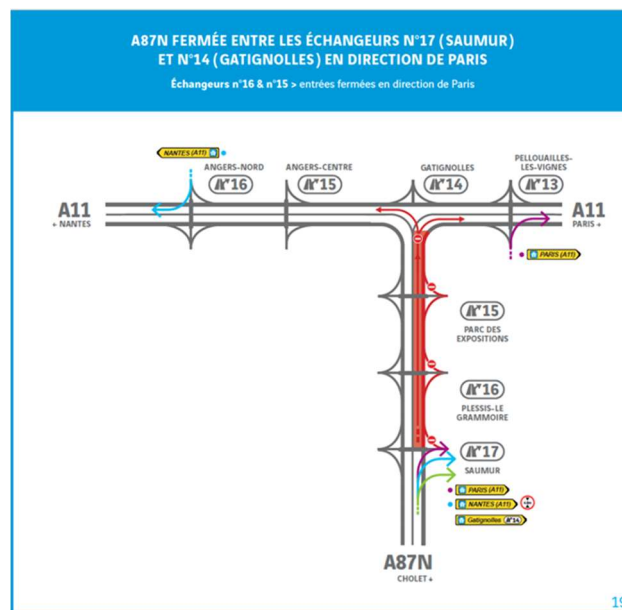 A87N FERMÉE ENTRE LES ÉCHANGEURS N°17 (SAUMUR)
ET N°14 (GATIGNOLLES) EN DIRECTION DE PARIS
Échangeurs n°16 & n°15 > entrées fermées en direction de Paris
NANTES (A11)
ANGERS-NORD
N°16
ANGERS-CENTRE
N°15
GATIGNOLLES
N°14
PELLOUAILLES-
LES-VIGNES
N°13
A11
+ NANTES
A11
PARIS +
PARIS (A11)
N°15
PARC DES
EXPOSITIONS
N°16
PLESSIS-LE
GRAMMOIRE
N°17
SAUMUR
PARIS (A11)
NANTES (A11)
Gatignolles N°14
A87N
CHOLET +
19